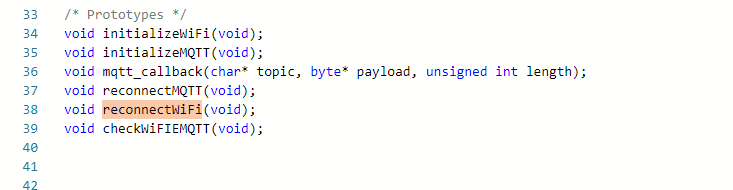 33 /* Prototypes */
34 void initializeWiFi(void);
35 void initializeMQTT(void);
36 void mqtt_callback(char* topic, byte* payload, unsigned int length);
37 void reconnectMQTT(void);
38 void reconnectWiFi(void);
39 void checkWiFIEMQTT(void);
40
41
42